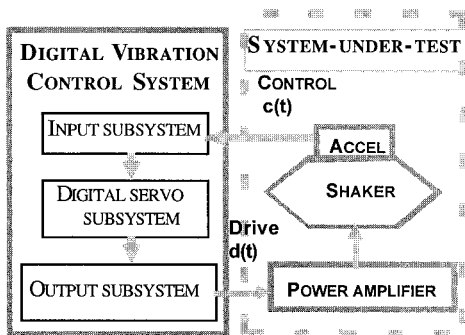 DIGITAL VIBRATION
CONTROL SYSTEM
INPUT SUBSYSTEM
DIGITAL SERVO
SUBSYSTEM
OUTPUT SUBSYSTEM
SYSTEM-UNDER-TEST
CONTROL
c(t)
ACCEL
SHAKER
Drive
d(t)
POWER AMPLIFIER